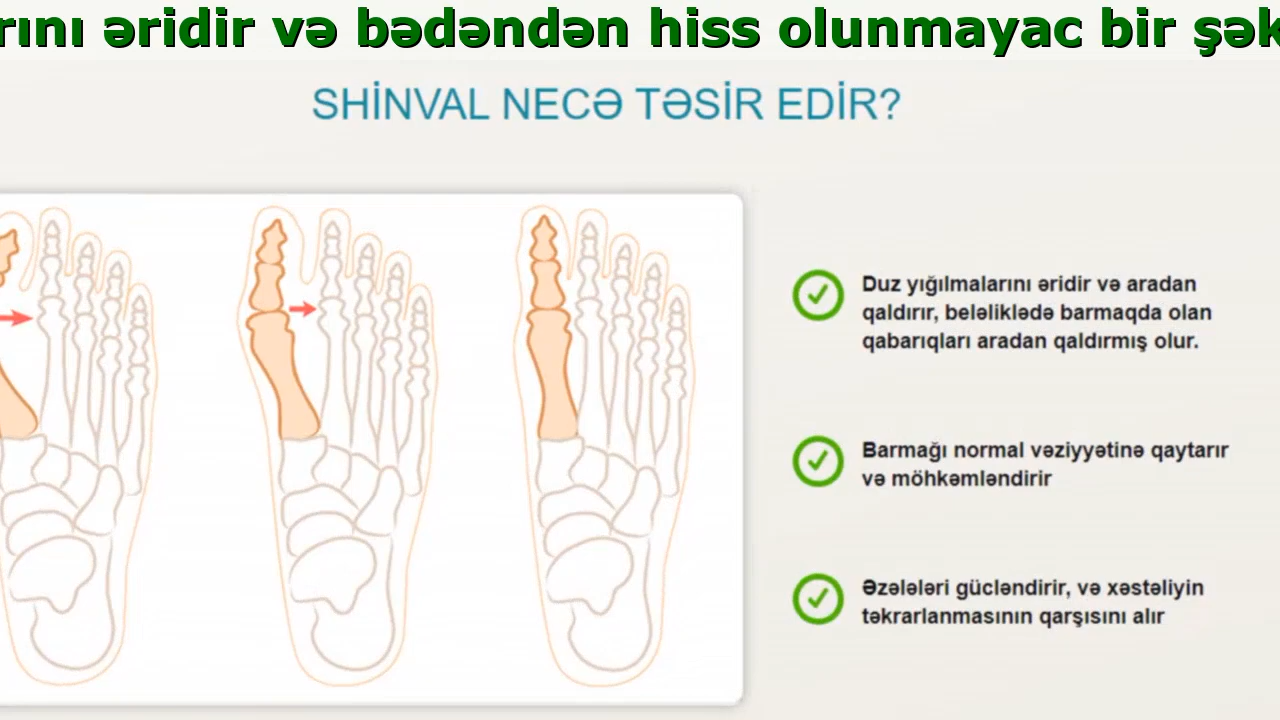 rını əridir və bədəndən hiss olunmayac bir şək
SHİNVAL NECƏ TƏSİR EDİR?
Duz yığılmalarını əridir və aradan
qaldırır, beləliklədə barmaqda olan
qabarıqları aradan qaldırmış olur.
Barmağı normal vəziyyətinə qaytarır
və möhkəmləndirir
Əzələləri gücləndirir, və xəstəliyin
təkrarlanmasının qarşısını alır